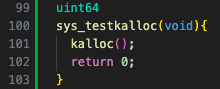 99 uint64
100 sys_testkalloc(void){
101   kalloc();
102   return 0;
103 }